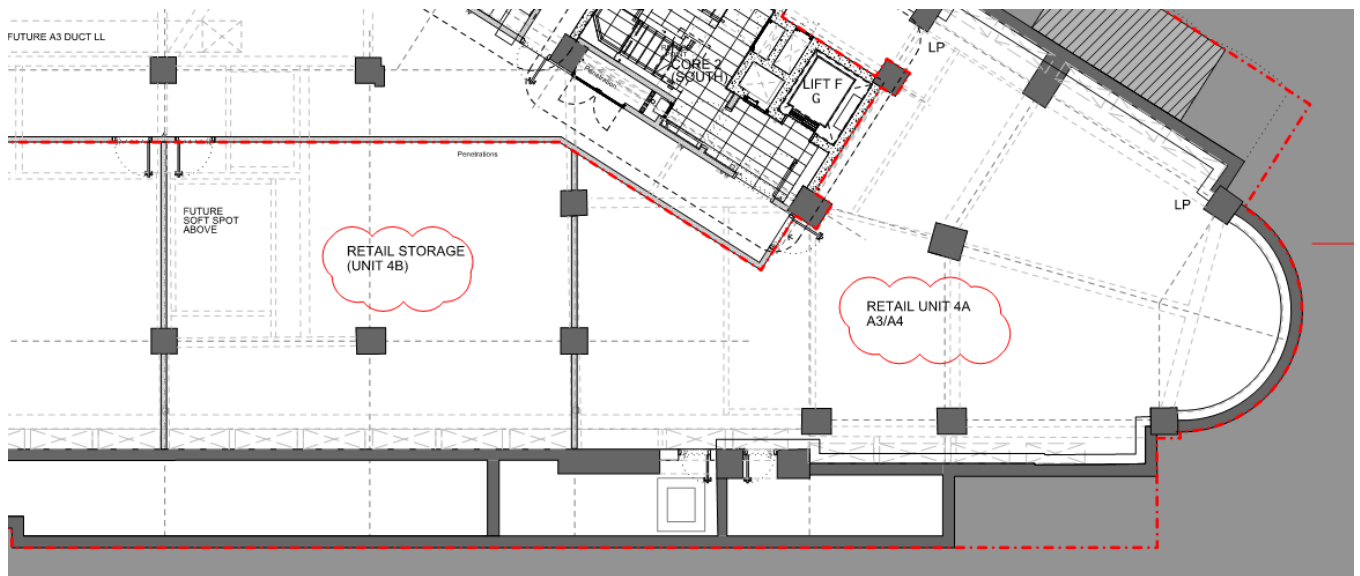 FUTURE A3 DUCT LL
LP
CORE 2
(SOUTH)
Penetration
LIFT F
G
Penetrations
LP
FUTURE
SOFT SPOT
ABOVE
RETAIL STORAGE
(UNIT 4B)
RETAIL UNIT 4A
A3/A4